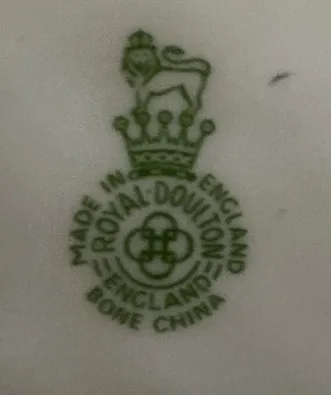 MADE IN ENGLAND
ROYAL DOULTON
ENGLAND
BONE CHINA